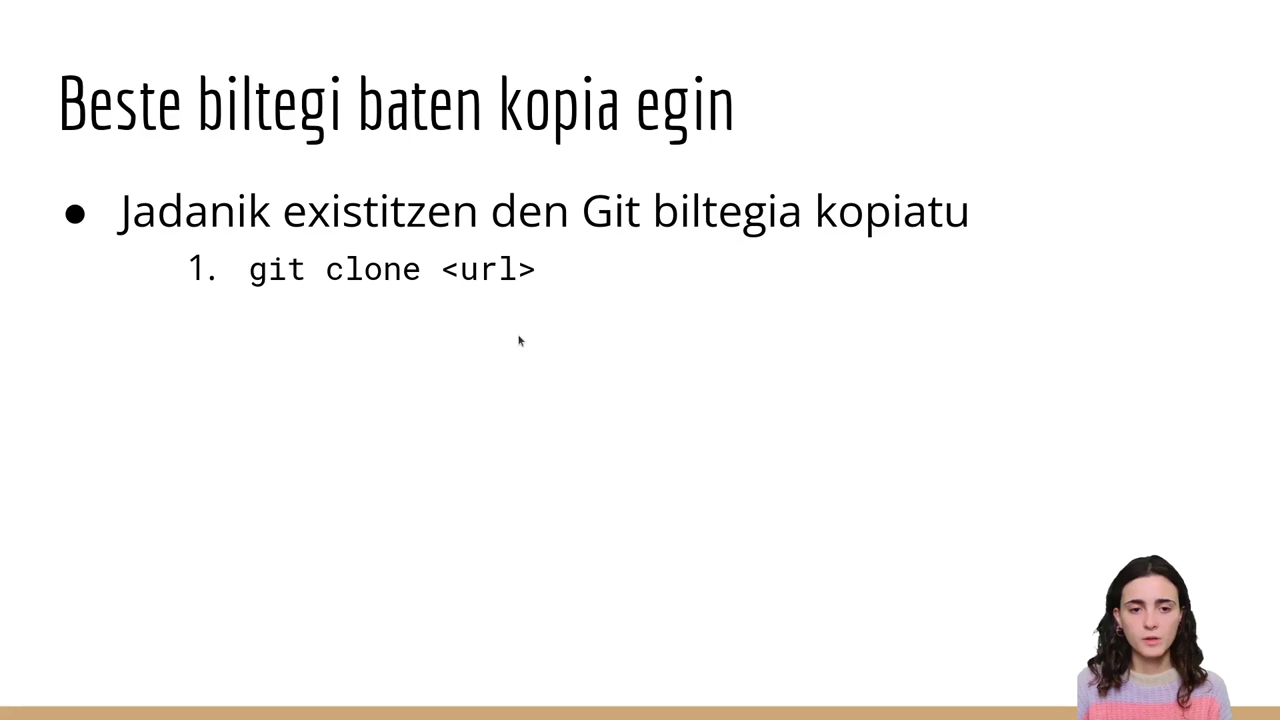 Beste biltegi baten kopia egin
● Jadanik existitzen den Git biltegia kopiatu
1. git clone <url>